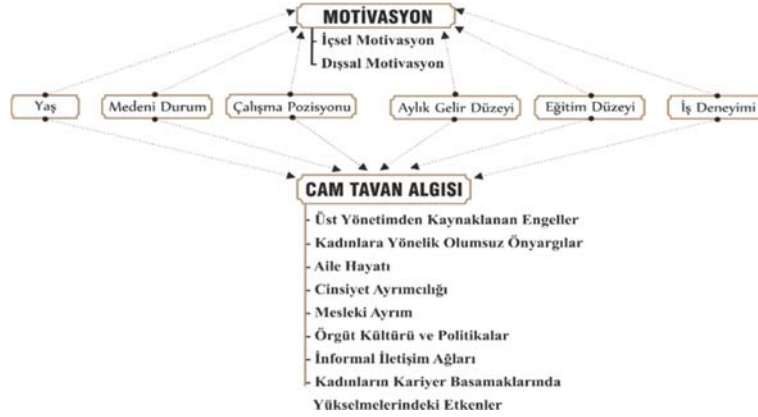 MOTİVASYON
- İçsel Motivasyon
- Dışsal Motivasyon
Yaş
Medeni Durum
Çalışma Pozisyonu
Aylık Gelir Düzeyi
Eğitim Düzeyi
İş Deneyimi
CAM TAVAN ALGISI
- Üst Yönetimden Kaynaklanan Engeller
- Kadınlara Yönelik Olumsuz Önyargılar
- Aile Hayatı
- Cinsiyet Ayrımcılığı
- Mesleki Ayrım
- Örgüt Kültürü ve Politikalar
- İnformal İletişim Ağları
- Kadınların Kariyer Basamaklarında
Yükselmelerindeki Etkenler